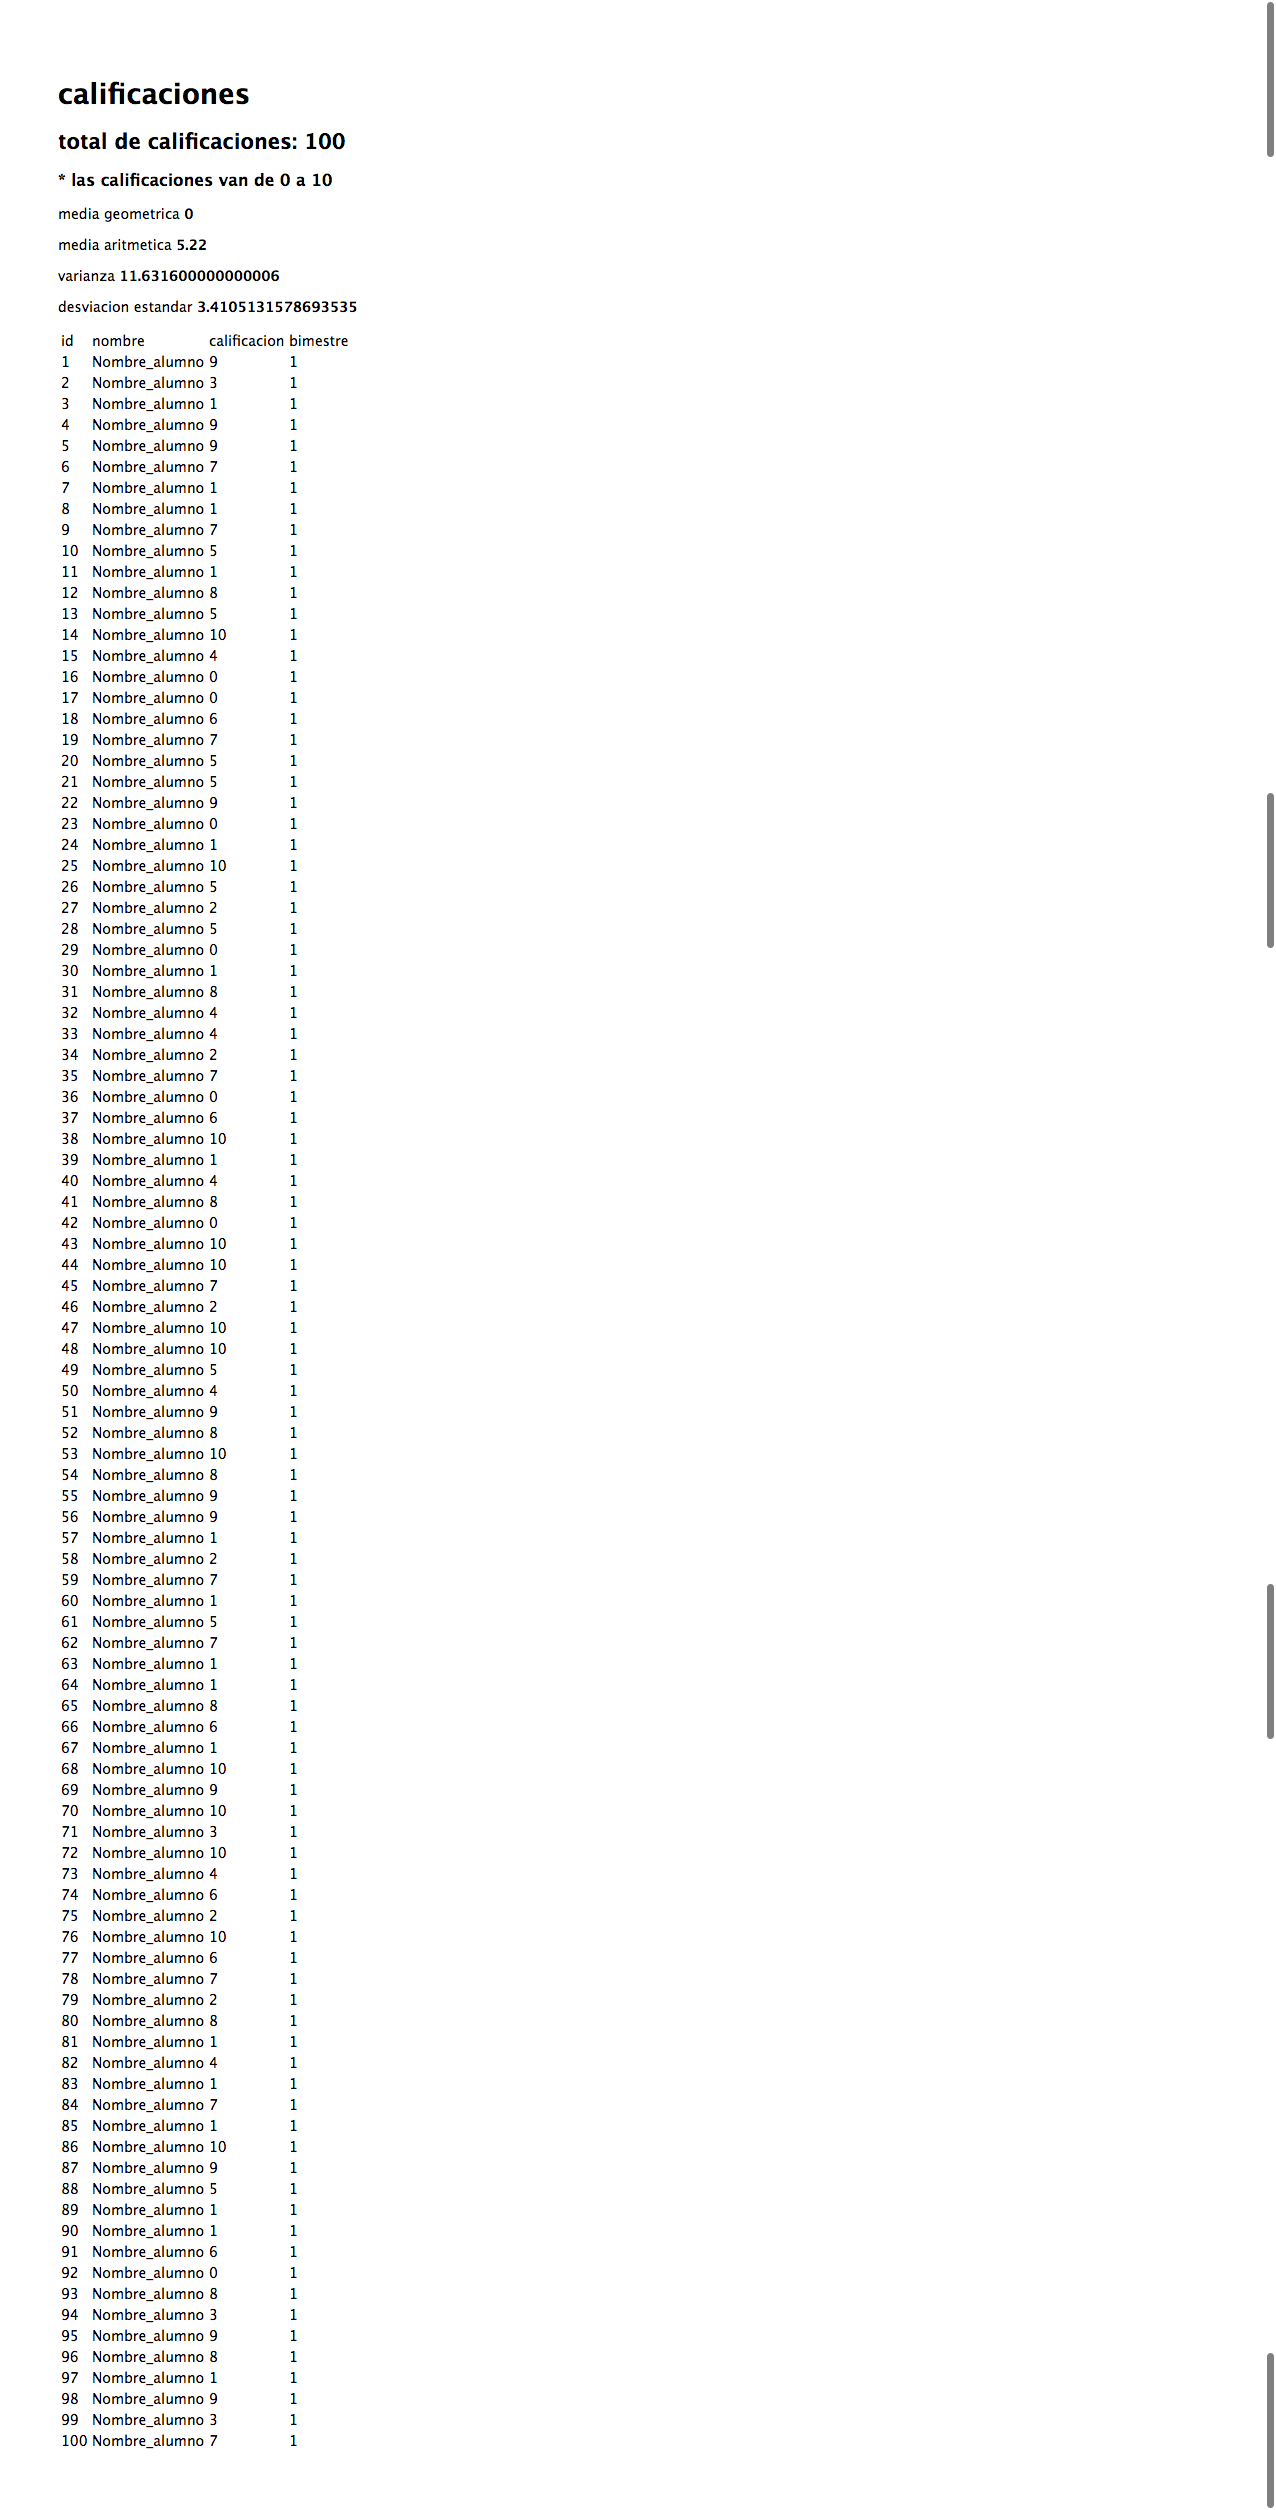 calificaciones
total de calificaciones: 100
* las calificaciones van de 0 a 10
media geometrica 0
media aritmetica 5.22
varianza 11.631600000000006
desviacion estandar 3.4105131578693535
id nombre calificacion bimestre
1 Nombre_alumno 9 1
2 Nombre_alumno 3 1
3 Nombre_alumno 1 1
4 Nombre_alumno 9 1
5 Nombre_alumno 9 1
6 Nombre_alumno 7 1
7 Nombre_alumno 1 1
8 Nombre_alumno 1 1
9 Nombre_alumno 7 1
10 Nombre_alumno 5 1
11 Nombre_alumno 1 1
12 Nombre_alumno 8 1
13 Nombre_alumno 5 1
14 Nombre_alumno 10 1
15 Nombre_alumno 4 1
16 Nombre_alumno 0 1
17 Nombre_alumno 0 1
18 Nombre_alumno 6 1
19 Nombre_alumno 7 1
20 Nombre_alumno 5 1
21 Nombre_alumno 5 1
22 Nombre_alumno 9 1
23 Nombre_alumno 0 1
24 Nombre_alumno 1 1
25 Nombre_alumno 10 1
26 Nombre_alumno 5 1
27 Nombre_alumno 2 1
28 Nombre_alumno 5 1
29 Nombre_alumno 0 1
30 Nombre_alumno 1 1
31 Nombre_alumno 8 1
32 Nombre_alumno 4 1
33 Nombre_alumno 4 1
34 Nombre_alumno 2 1
35 Nombre_alumno 7 1
36 Nombre_alumno 0 1
37 Nombre_alumno 6 1
38 Nombre_alumno 10 1
39 Nombre_alumno 1 1
40 Nombre_alumno 4 1
41 Nombre_alumno 8 1
42 Nombre_alumno 0 1
43 Nombre_alumno 10 1
44 Nombre_alumno 10 1
45 Nombre_alumno 7 1
46 Nombre_alumno 2 1
47 Nombre_alumno 10 1
48 Nombre_alumno 10 1
49 Nombre_alumno 5 1
50 Nombre_alumno 4 1
51 Nombre_alumno 9 1
52 Nombre_alumno 8 1
53 Nombre_alumno 10 1
54 Nombre_alumno 8 1
55 Nombre_alumno 9 1
56 Nombre_alumno 9 1
57 Nombre_alumno 1 1
58 Nombre_alumno 2 1
59 Nombre_alumno 7 1
60 Nombre_alumno 1 1
61 Nombre_alumno 5 1
62 Nombre_alumno 7 1
63 Nombre_alumno 1 1
64 Nombre_alumno 1 1
65 Nombre_alumno 8 1
66 Nombre_alumno 6 1
67 Nombre_alumno 1 1
68 Nombre_alumno 10 1
69 Nombre_alumno 9 1
70 Nombre_alumno 10 1
71 Nombre_alumno 3 1
72 Nombre_alumno 10 1
73 Nombre_alumno 4 1
74 Nombre_alumno 6 1
75 Nombre_alumno 2 1
76 Nombre_alumno 10 1
77 Nombre_alumno 6 1
78 Nombre_alumno 7 1
79 Nombre_alumno 2 1
80 Nombre_alumno 8 1
81 Nombre_alumno 1 1
82 Nombre_alumno 4 1
83 Nombre_alumno 1 1
84 Nombre_alumno 7 1
85 Nombre_alumno 1 1
86 Nombre_alumno 10 1
87 Nombre_alumno 9 1
88 Nombre_alumno 5 1
89 Nombre_alumno 1 1
90 Nombre_alumno 1 1
91 Nombre_alumno 6 1
92 Nombre_alumno 0 1
93 Nombre_alumno 8 1
94 Nombre_alumno 3 1
95 Nombre_alumno 9 1
96 Nombre_alumno 8 1
97 Nombre_alumno 1 1
98 Nombre_alumno 9 1
99 Nombre_alumno 3 1
100 Nombre_alumno 7 1